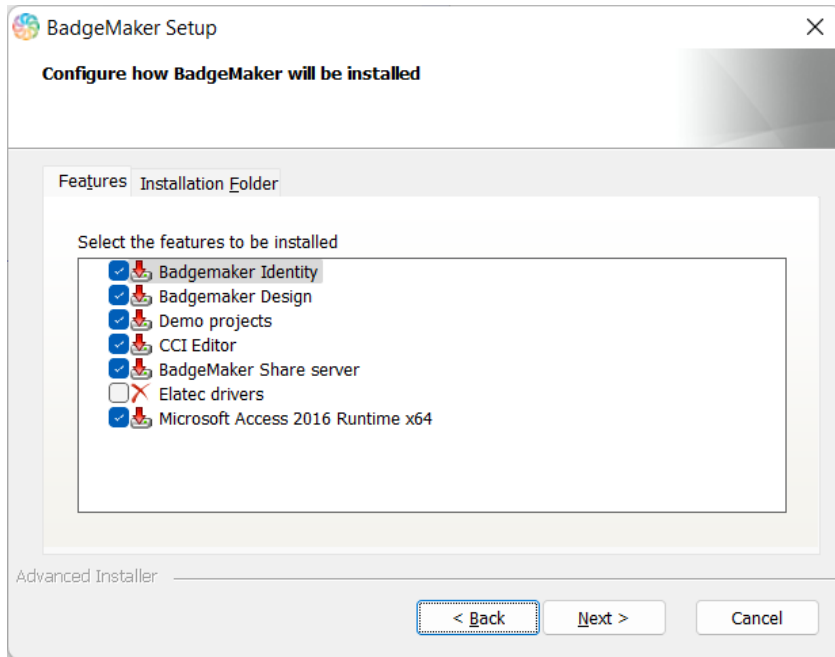 BadgeMaker Setup
Configure how BadgeMaker will be installed
Features
Installation Folder
Select the features to be installed
Badgemaker Identity
Badgemaker Design
Demo projects
CCI Editor
BadgeMaker Share server
Elatec drivers
Microsoft Access 2016 Runtime x64
Advanced Installer
< Back
Next >
Cancel